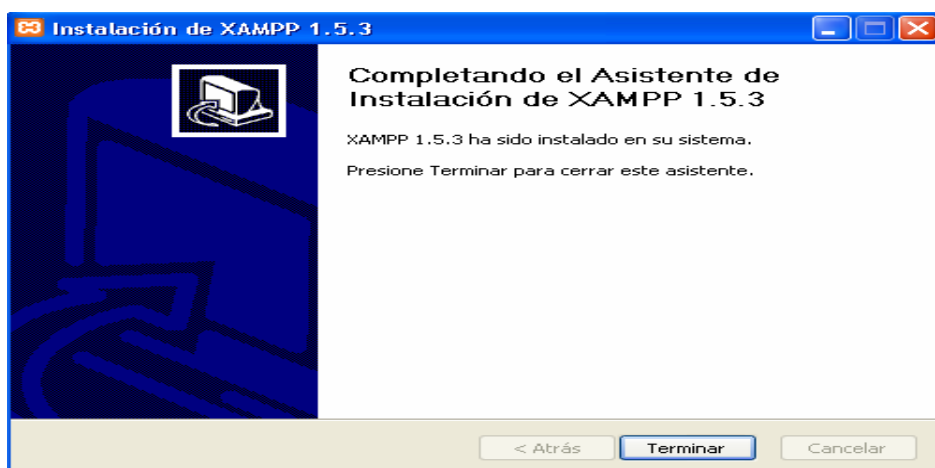 Instalación de XAMPP 1.5.3
Completando el Asistente de
Instalación de XAMPP 1.5.3
XAMPP 1.5.3 ha sido instalado en su sistema.
Presione Terminar para cerrar este asistente.
< Atrás
Terminar
Cancelar